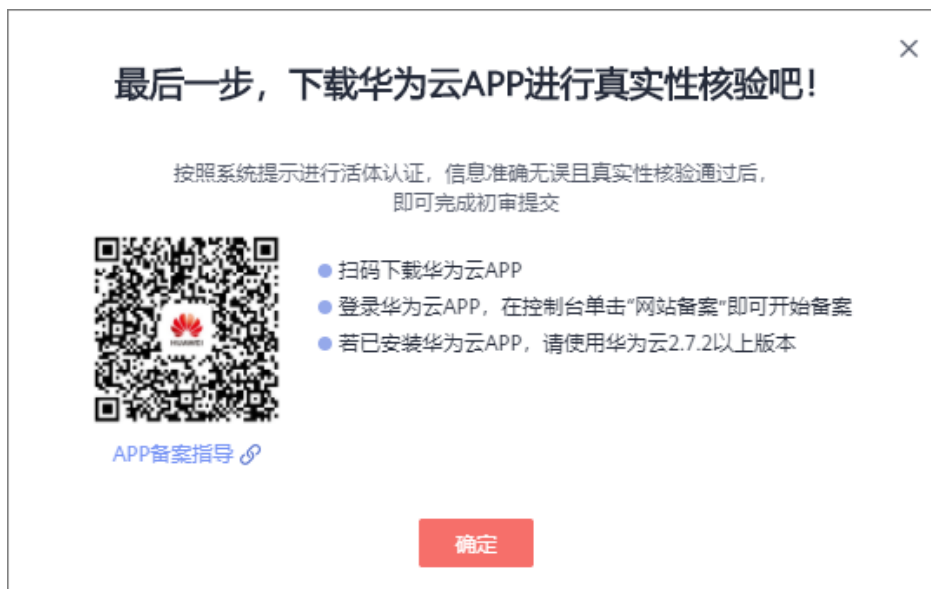 最后一步，下载华为云APP进行真实性核验吧！
按照系统提示进行活体认证，信息准确无误且真实性核验通过后，
即可完成初审提交
HUAWEI
扫码下载华为云APP
登录华为云APP，在控制台单击"网站备案"即可开始备案
若已安装华为云APP，请使用华为云2.7.2以上版本
APP备案指导
确定